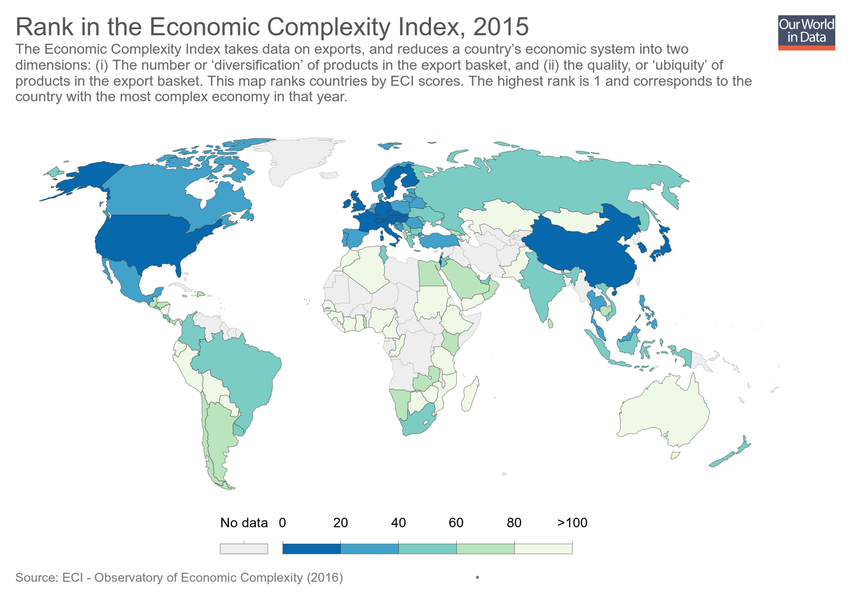 Rank in the Economic Complexity Index, 2015
Our World
in Data
The Economic Complexity Index takes data on exports, and reduces a country's economic system into two
dimensions: (i) The number or 'diversification' of products in the export basket, and (ii) the quality, or 'ubiquity' of
products in the export basket. This map ranks countries by ECI scores. The highest rank is 1 and corresponds to the
country with the most complex economy in that year.
No data 0 20 40 60 80 >100
Source: ECI - Observatory of Economic Complexity (2016) •